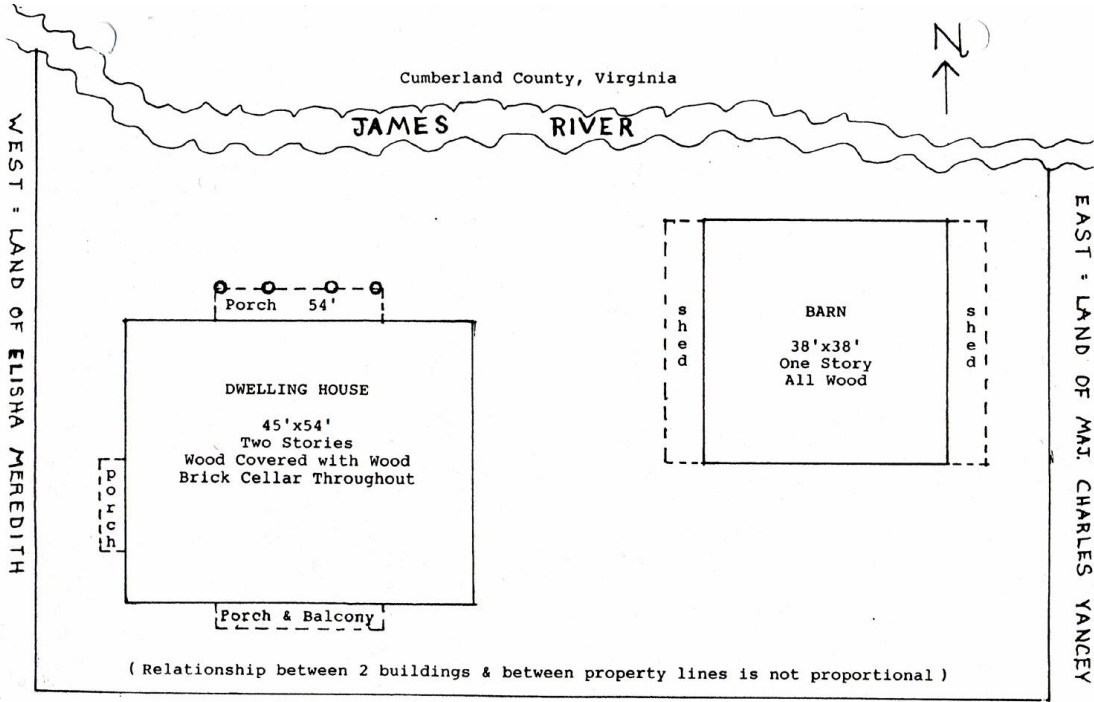 N
Cumberland County, Virginia
JAMES RIVER
WEST = LAND OF ELISHA MEREDITH
EAST = LAND OF MAJ. CHARLES YANCEY
Porch 54'
DWELLING HOUSE
45'x54'
Two Stories
Wood Covered with Wood
Brick Cellar Throughout
porch
Porch & Balcony
shed
BARN
38'x38'
One Story
All Wood
shed
( Relationship between 2 buildings & between property lines is not proportional )